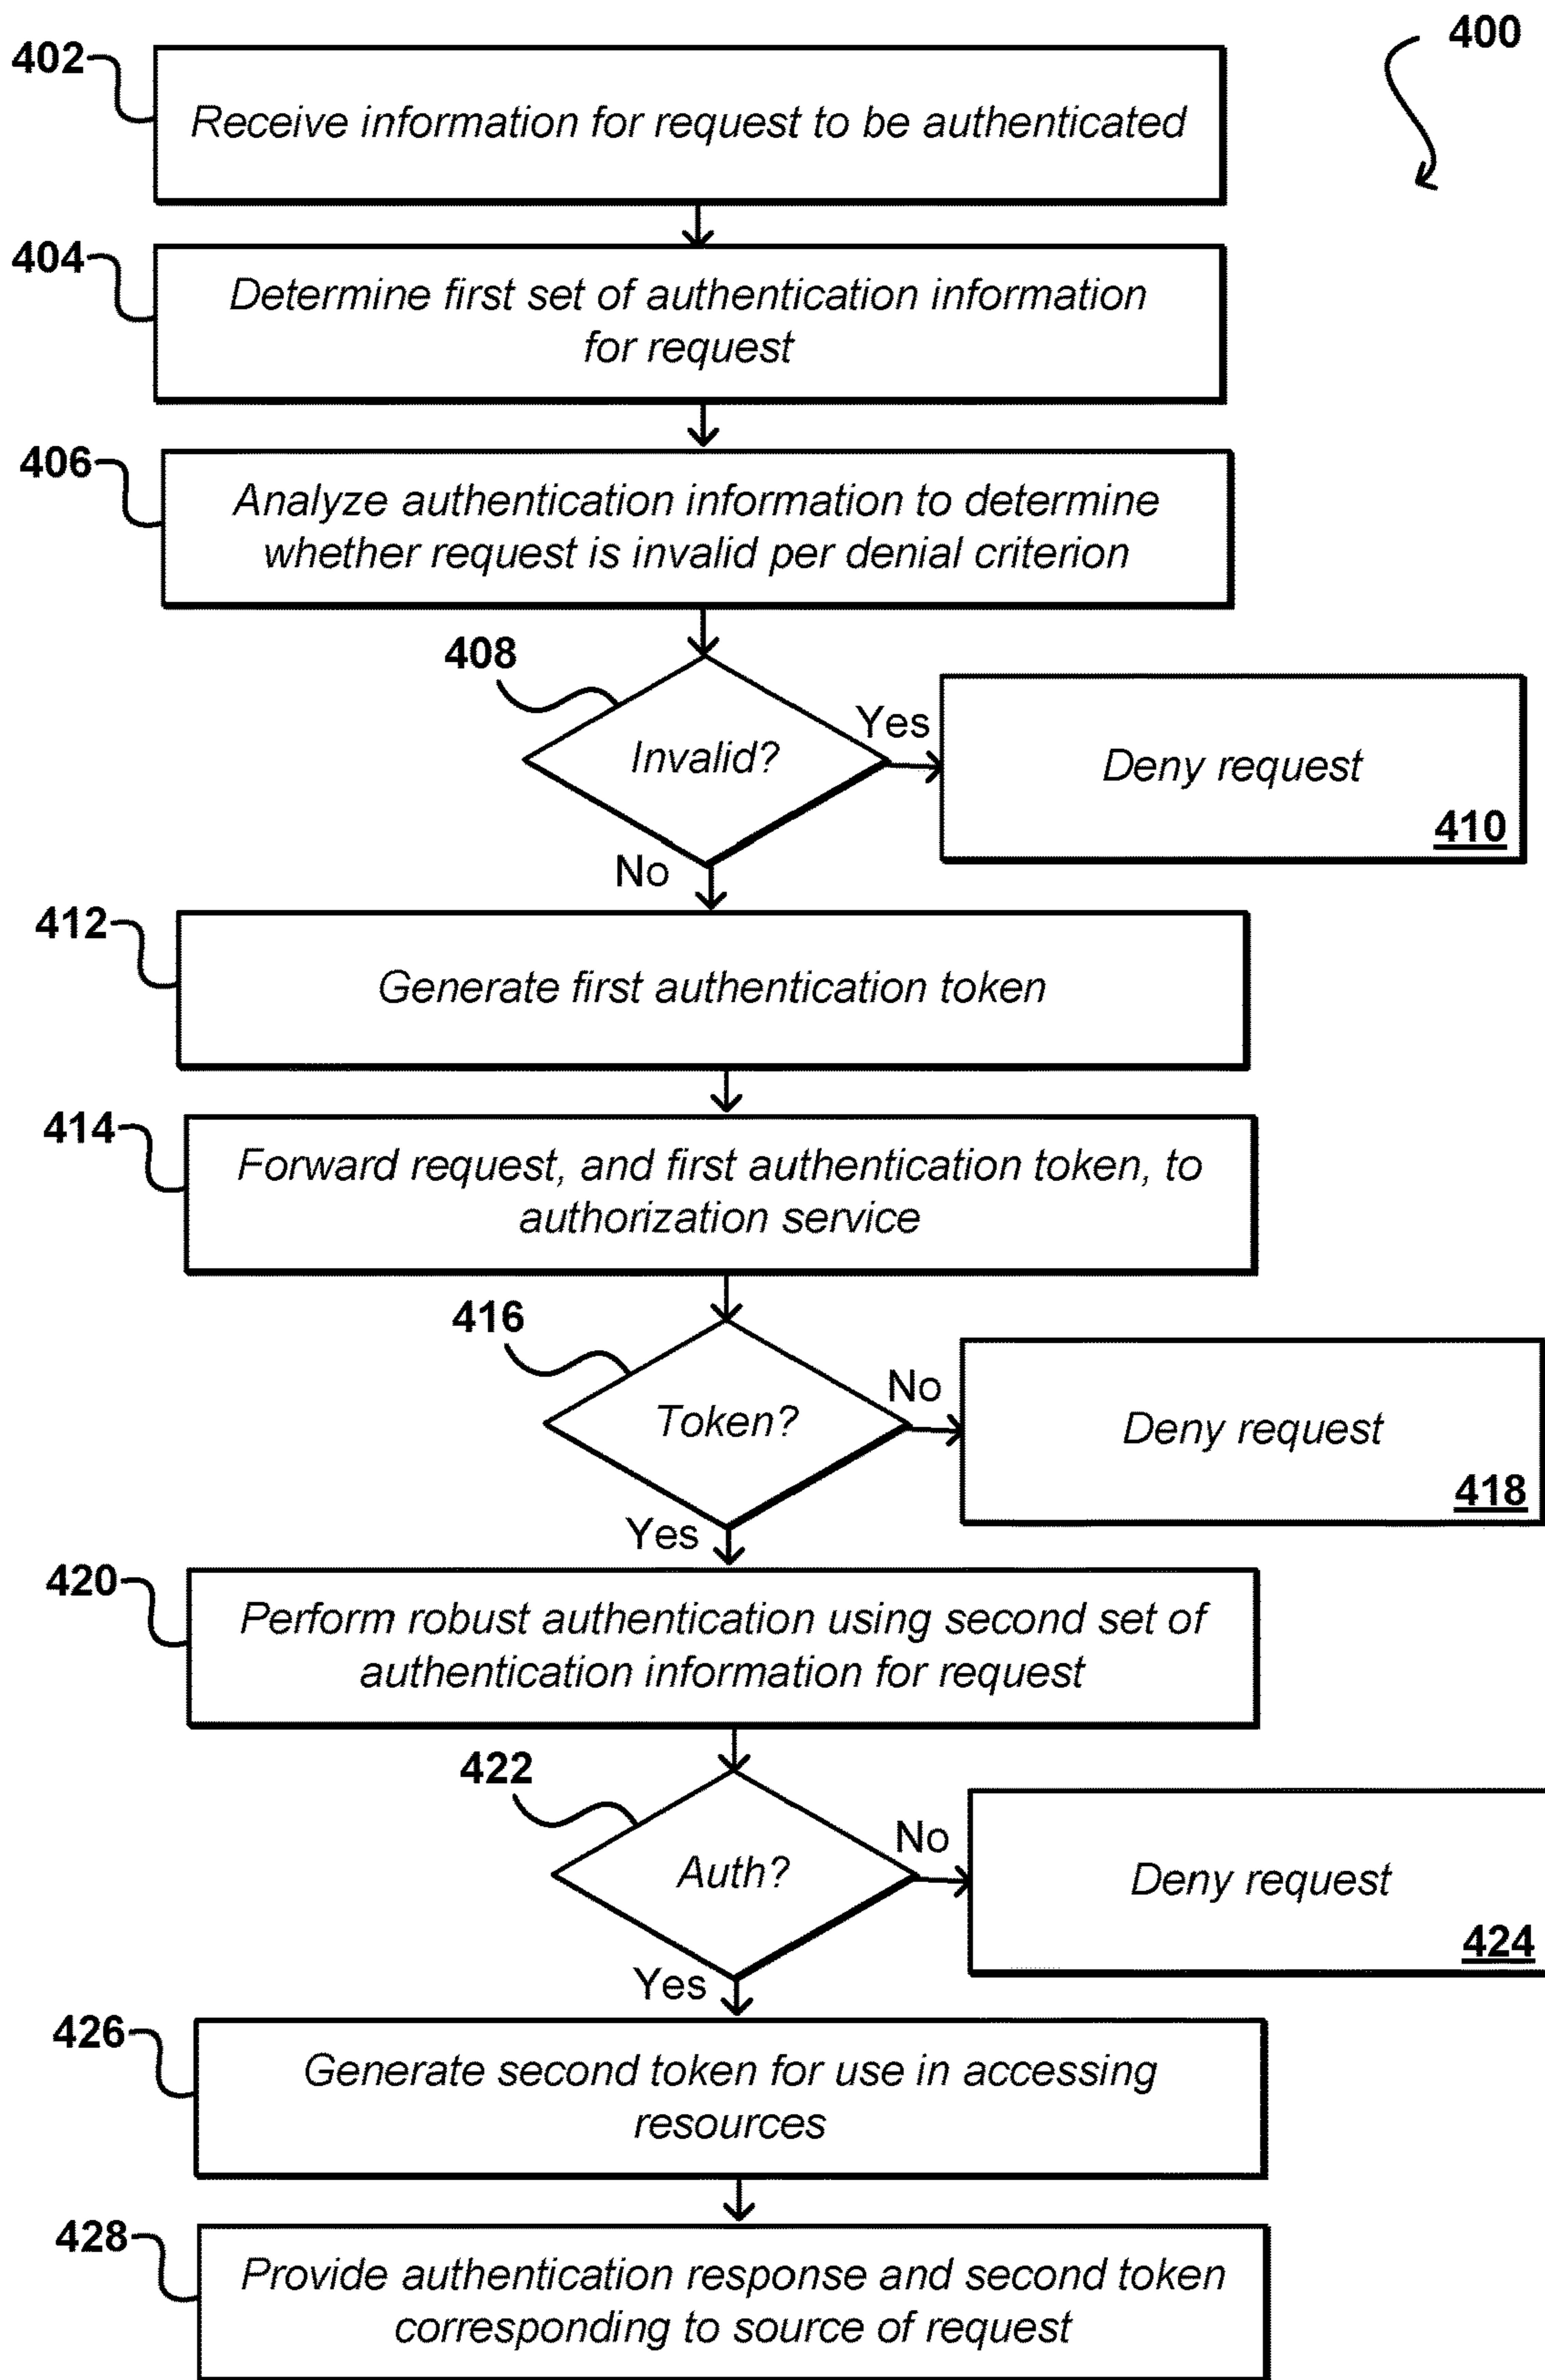 400
402
Receive information for request to be authenticated
404
Determine first set of authentication information
for request
406
Analyze authentication information to determine
whether request is invalid per denial criterion
408
Invalid?
Yes
Deny request
410
No
412
Generate first authentication token
414
Forward request, and first authentication token, to
authorization service
416
Token?
No
Deny request
418
Yes
420
Perform robust authentication using second set of
authentication information for request
422
Auth?
No
Deny request
424
Yes
426
Generate second token for use in accessing
resources
428
Provide authentication response and second token
corresponding to source of request